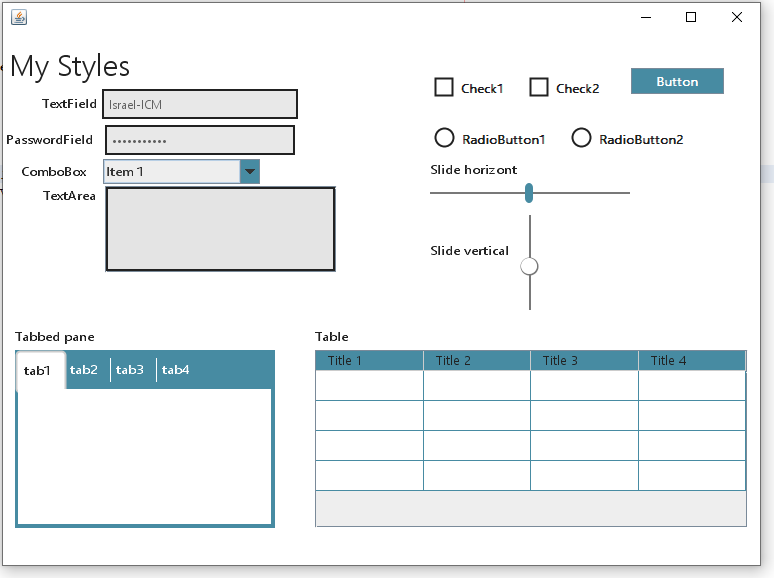 My Styles
TextField Israel-ICM
PasswordField •••••••••••
ComboBox Item 1
TextArea
Check1 Check2 Button
RadioButton1 RadioButton2
Slide horizont
Slide vertical
Tabbed pane
tab1 tab2 tab3 tab4
Table
Title 1 Title 2 Title 3 Title 4